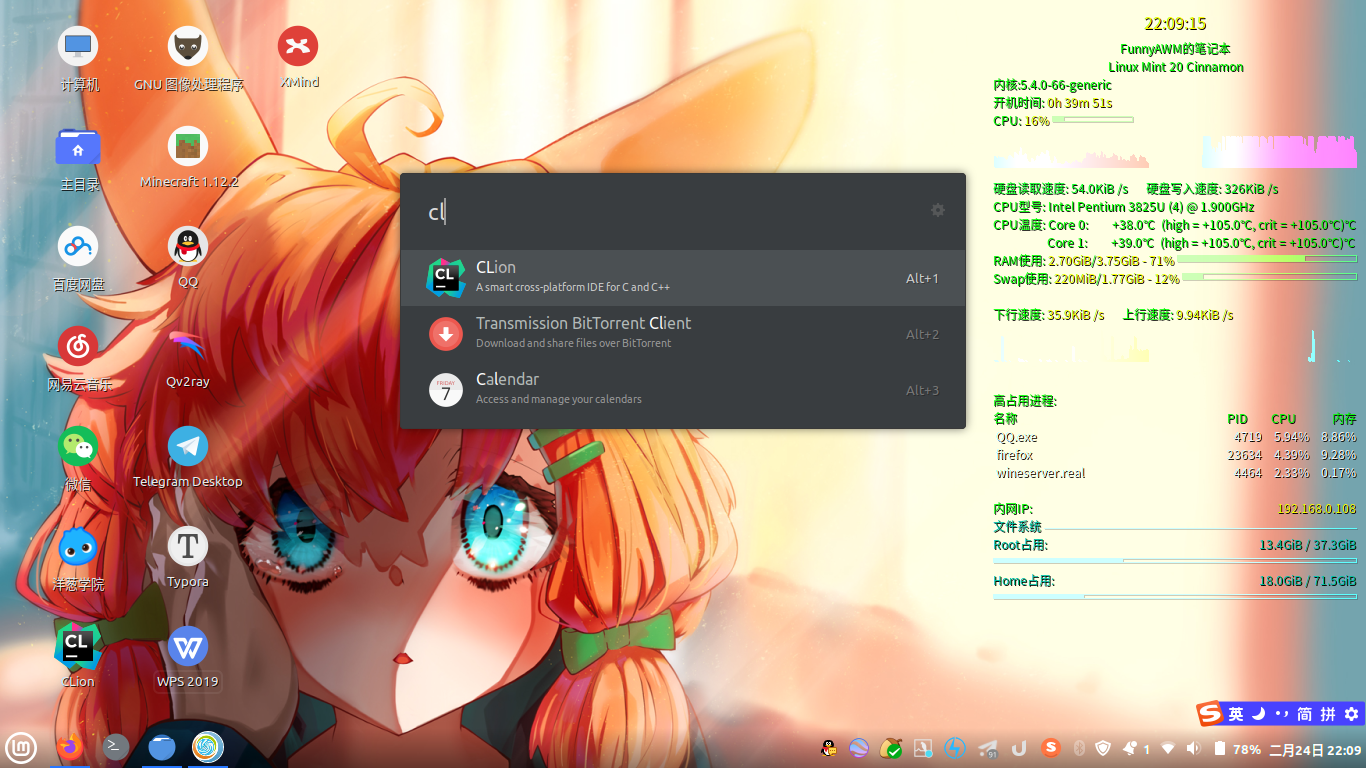 计算机
GNU 图像处理程序
XMind
主目录
Minecraft 1.12.2
百度网盘
QQ
网易云音乐
Qv2ray
微信
Telegram Desktop
洋葱学院
Typora
CL
CLion
WPS 2019
cl
CL
CLion
A smart cross-platform IDE for C and C++
Alt+1
Transmission BitTorrent Client
Download and share files over BitTorrent
Alt+2
FRIDAY
7
Calendar
Access and manage your calendars
Alt+3
22:09:15
FunnyAWM的笔记本
Linux Mint 20 Cinnamon
内核:5.4.0-66-generic
开机时间: 0h 39m 51s
CPU: 16%
硬盘读取速度: 54.0KiB /s 硬盘写入速度: 326KiB /s
CPU型号: Intel Pentium 3825U (4) @ 1.900GHz
CPU温度: Core 0: +38.0°C (high = +105.0°C, crit = +105.0°C)°C
Core 1: +39.0°C (high = +105.0°C, crit = +105.0°C)°C
RAM使用: 2.70GiB/3.75GiB - 71%
Swap使用: 220MiB/1.77GiB - 12%
下行速度: 35.9KiB /s 上行速度: 9.94KiB /s
高占用进程:
名称 PID CPU 内存
QQ.exe 4719 5.94% 8.86%
firefox 23634 4.39% 9.28%
wineserver.real 4464 2.33% 0.17%
内网IP: 192.168.0.108
文件系统
Root占用: 13.4GiB / 37.3GiB
Home占用: 18.0GiB / 71.5GiB
英 简 拼
1 78% 二月24日 22:09